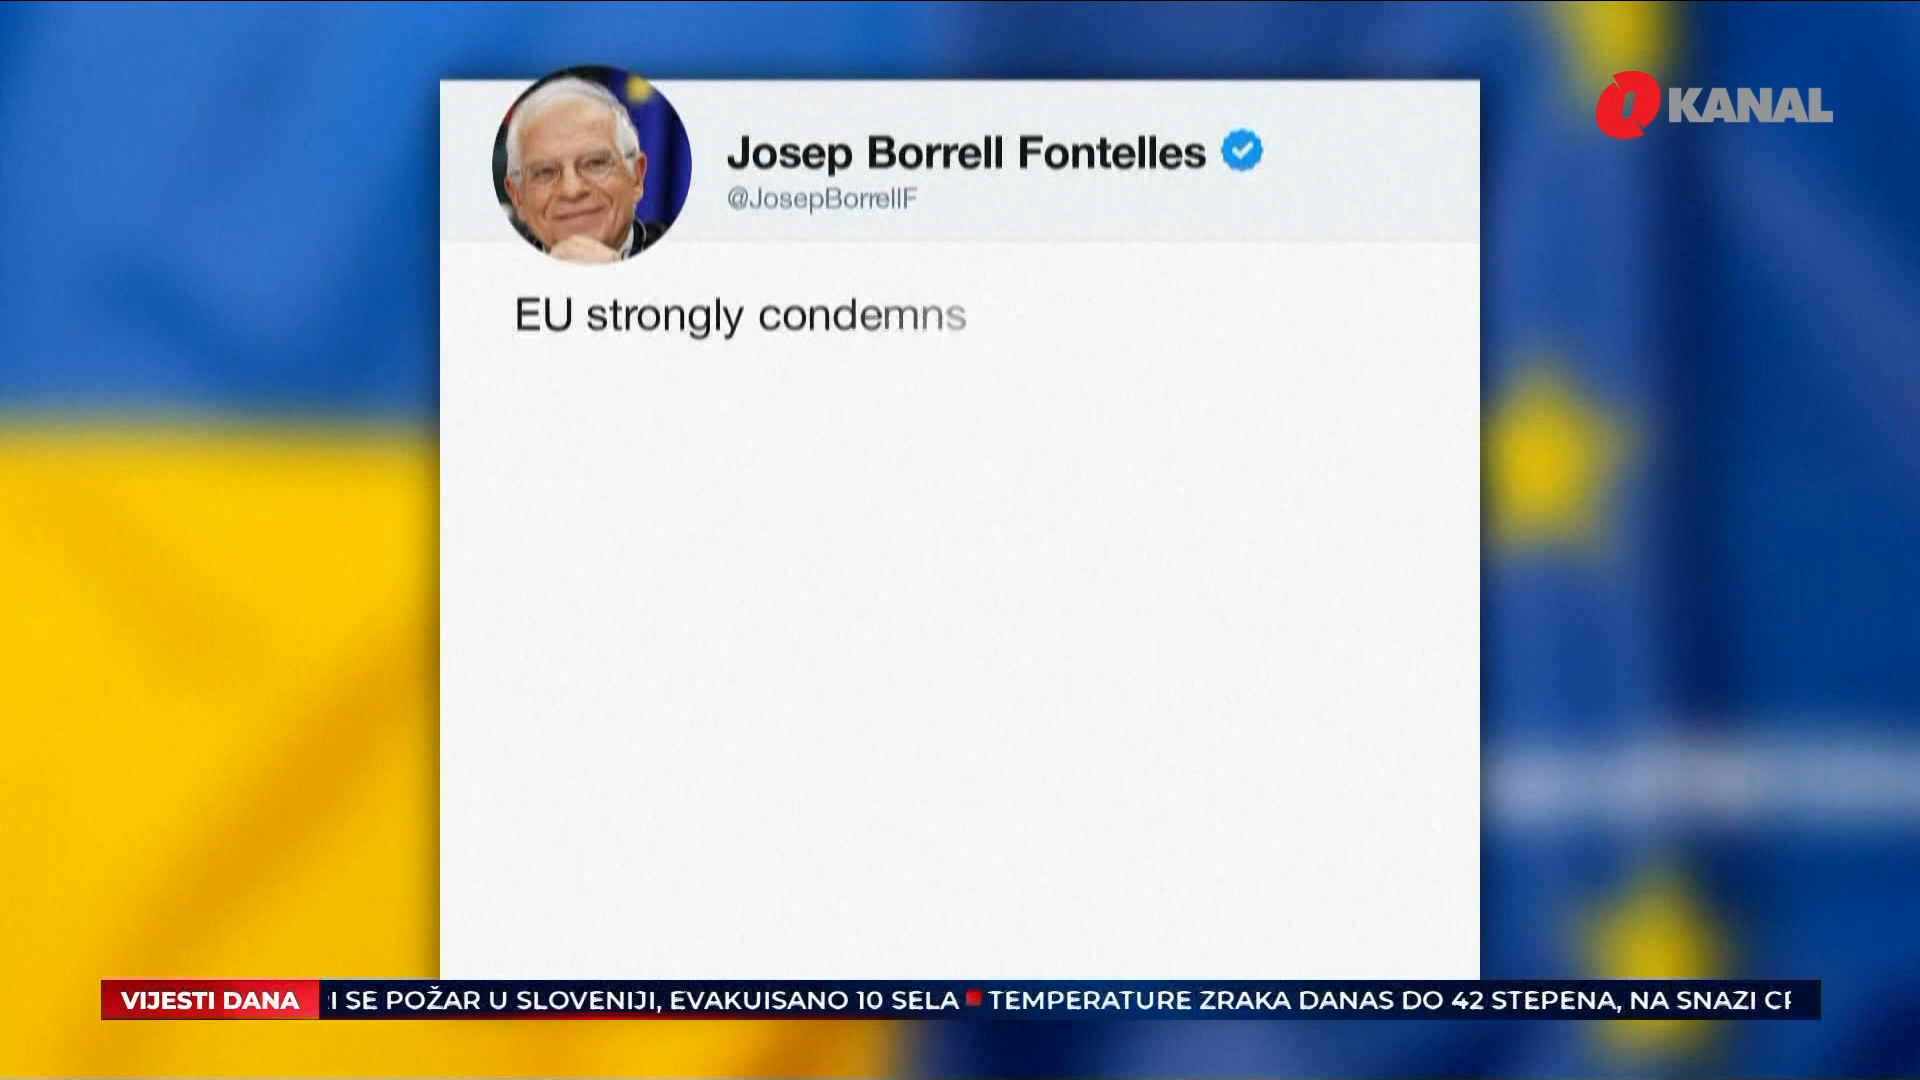 KANAL
Josep Borrell Fontelles
@JosepBorrellF
EU strongly condemns
VIJESTI DANA
I SE POŽAR U SLOVENIJI, EVAKUISANO 10 SELA
TEMPERATURE ZRAKA DANAS DO 42 STEPENA, NA SNAZI